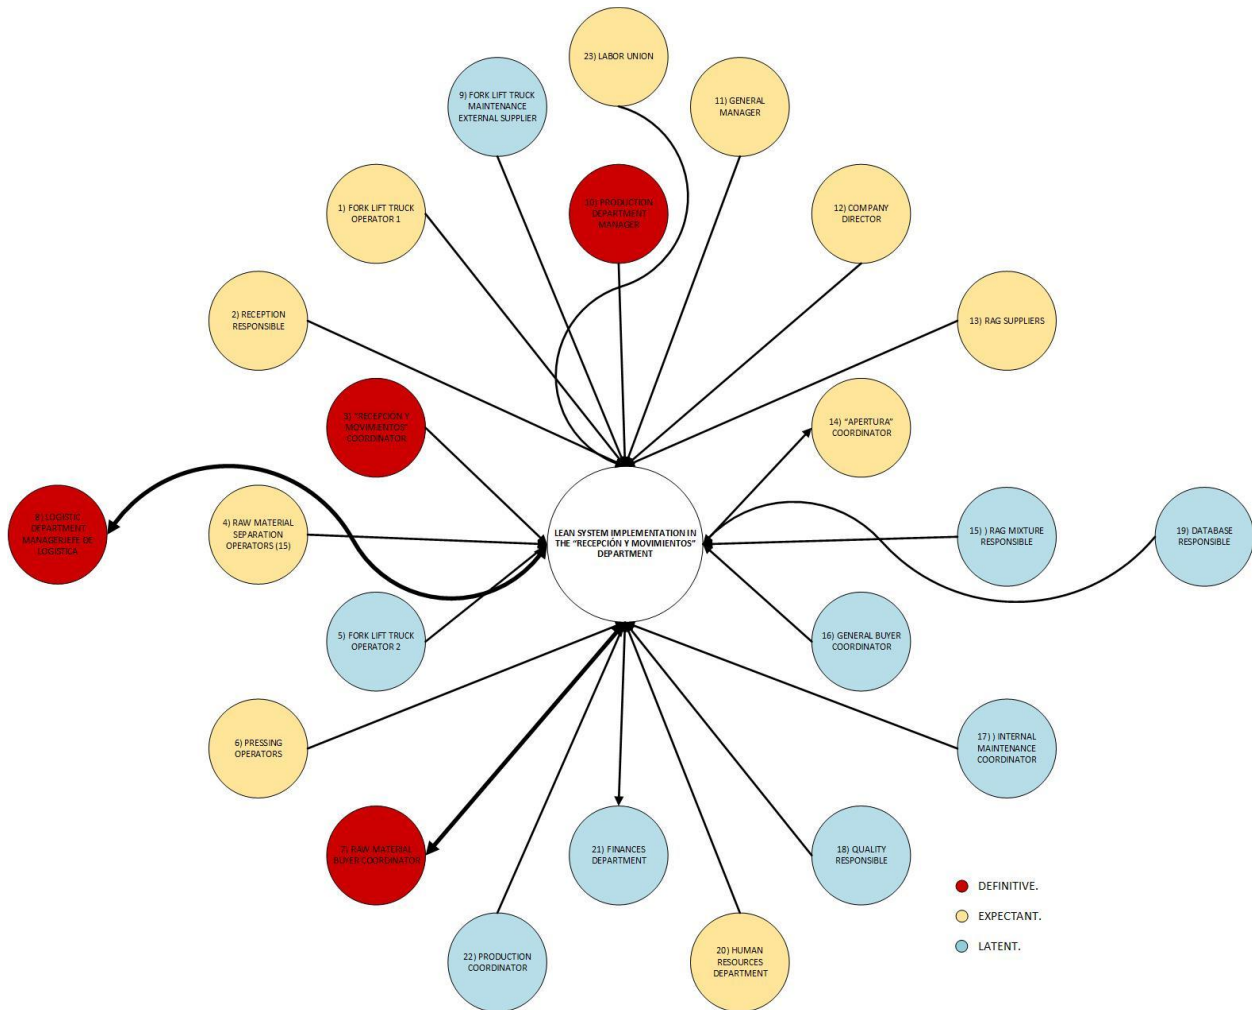 23) LABOR UNION
9) FORK LIFT TRUCK
MAINTENANCE
EXTERNAL SUPPLIER
11) GENERAL
MANAGER
1) FORK LIFT TRUCK
OPERATOR 1
10) PRODUCTION
DEPARTMENT
MANAGER
12) COMPANY
DIRECTOR
2) RECEPTION
RESPONSIBLE
13) RAG SUPPLIERS
3) "RECEPCIÓN Y
MOVIMIENTOS"
COORDINATOR
14) "APERTURA"
COORDINATOR
8) LOGISTIC
DEPARTMENT
MANAGERJEFE DE
LOGISTICA
4) RAW MATERIAL
SEPARATION
OPERATORS (15)
LEAN SYSTEM IMPLEMENTATION IN
THE "RECEPCIÓN Y MOVIMIENTOS"
DEPARTMENT
15) ) RAG MIXTURE
RESPONSIBLE
19) DATABASE
RESPONSIBLE
5) FORK LIFT TRUCK
OPERATOR 2
16) GENERAL BUYER
COORDINATOR
6) PRESSING
OPERATORS
17) ) INTERNAL
MAINTENANCE
COORDINATOR
7) RAW MATERIAL
BUYER COORDINATOR
21) FINANCES
DEPARTMENT
18) QUALITY
RESPONSIBLE
22) PRODUCTION
COORDINATOR
20) HUMAN
RESOURCES
DEPARTMENT
DEFINITIVE.
EXPECTANT.
LATENT.